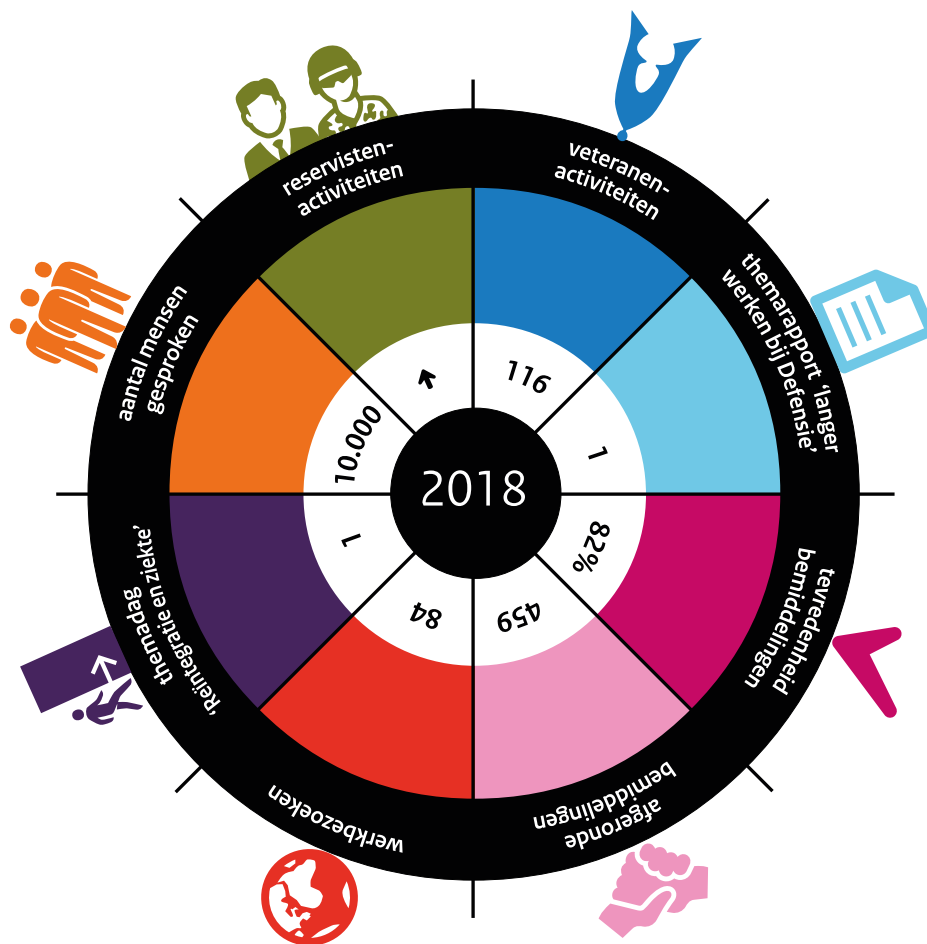 2018
veteranen-
activiteiten
116
themarapport ‘langer
werken bij Defensie’
1
tevredenheid
bemiddelingen
82%
afgeronde
bemiddelingen
459
werkbezoeken
84
themadag
‘Reïntegratie en ziekte’
1
aantal mensen
gesproken
10.000
reservisten-
activiteiten